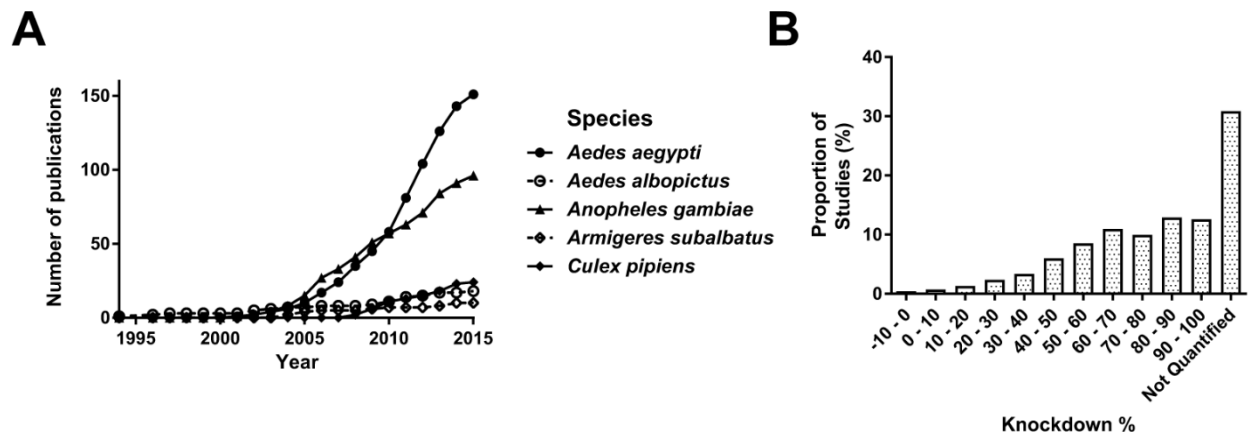 A
Number of publications
150
100
50
0
1995
2000
2005
2010
2015
Year
Species
Aedes aegypti
Aedes albopictus
Anopheles gambiae
Armigeres subalbatus
Culex pipiens
B
Proportion of
Studies (%)
40
30
20
10
0
-10 - 0
0 - 10
10 - 20
20 - 30
30 - 40
40 - 50
50 - 60
60 - 70
70 - 80
80 - 90
90 - 100
Not Quantified
Knockdown %